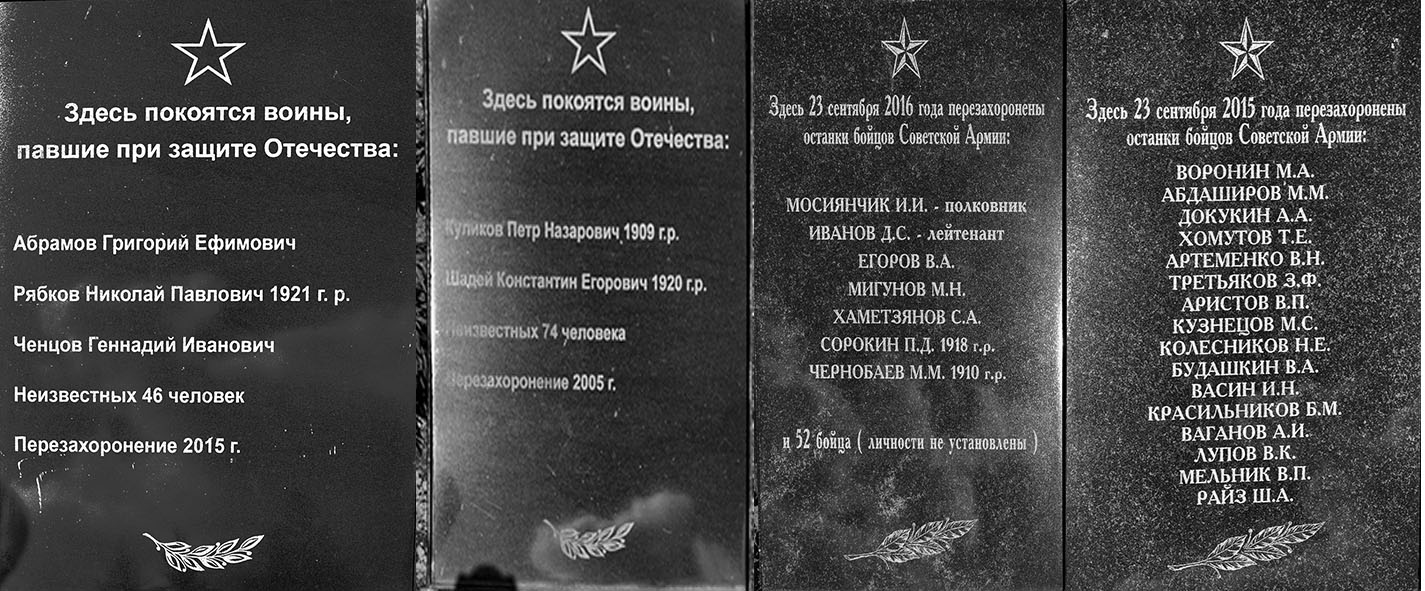 Здесь покоятся воины,
павшие при защите Отечества:
Абрамов Григорий Ефимович
Рябков Николай Павлович 1921 г. р.
Ченцов Геннадий Иванович
Неизвестных 46 человек
Перезахоронение 2015 г.
Здесь покоятся воины,
павшие при защите Отечества:
Куликов Петр Назарович 1909 г.р.
Шадей Константин Егорович 1920 г.р.
Неизвестных 74 человека
Перезахоронение 2005 г.
Здесь 23 сентября 2016 года перезахоронены
останки бойцов Советской Армии:
МОСИЯНЧИК И.И. - полковник
ИВАНОВ Д.С. - лейтенант
ЕГОРОВ В.А.
МИГУНОВ М.Н.
ХАМЕТЗЯНОВ С.А.
СОРОКИН П.Д. 1918 г.р.
ЧЕРНОБАЕВ М.М. 1910 г.р.
и 52 бойца ( личности не установлены )
Здесь 23 сентября 2015 года перезахоронены
останки бойцов Советской Армии:
ВОРОНИН М.А.
АБДАШИРОВ М.М.
ДОКУКИН А.А.
ХОМУТОВ Т.Е.
АРТЕМЕНКО В.Н.
ТРЕТЬЯКОВ З.Ф.
АРИСТОВ В.П.
КУЗНЕЦОВ М.С.
КОЛЕСНИКОВ Н.Е.
БУДАШКИН В.А.
ВАСИН И.Н.
КРАСИЛЬНИКОВ Б.М.
ВАГАНОВ А.И.
ЛУПОВ В.К.
МЕЛЬНИК В.П.
РАЙЗ Ш.А.